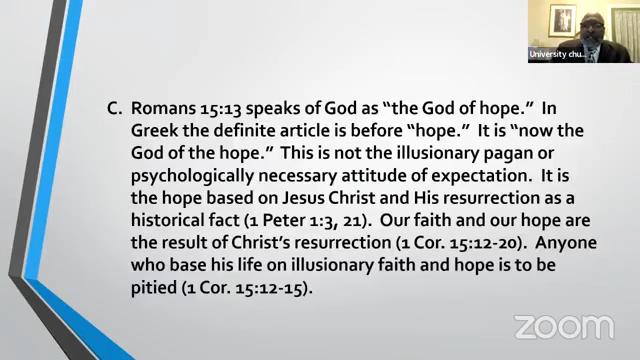 University chu...
C. Romans 15:13 speaks of God as “the God of hope.” In
Greek the definite article is before “hope.” It is “now the
God of the hope.” This is not the illusionary pagan or
psychologically necessary attitude of expectation. It is
the hope based on Jesus Christ and His resurrection as a
historical fact (1 Peter 1:3, 21). Our faith and our hope are
the result of Christ’s resurrection (1 Cor. 15:12-20). Anyone
who base his life on illusionary faith and hope is to be
pitied (1 Cor. 15:12-15).
zoom